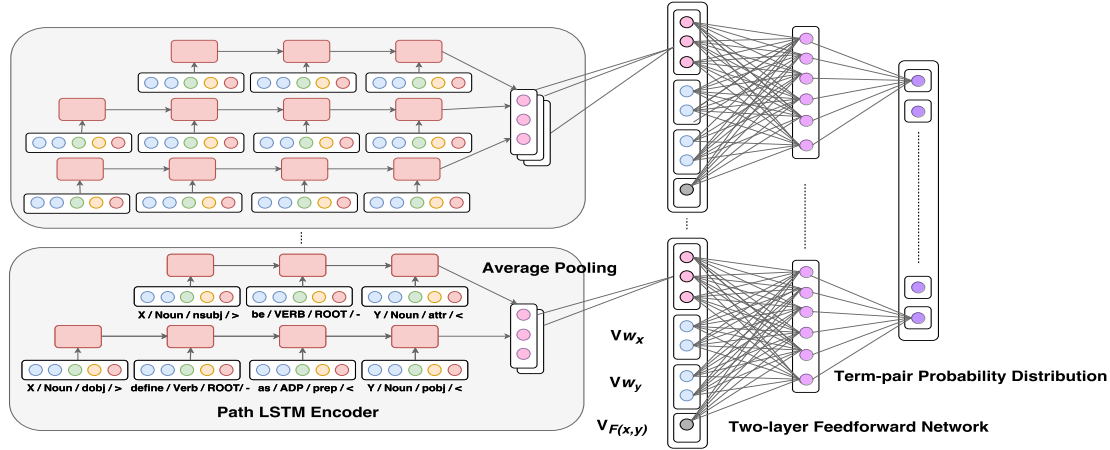 Average Pooling
X / Noun / nsubj / >
be / VERB / ROOT / -
Y / Noun / attr / <
X / Noun / dobj / >
define / Verb / ROOT/ -
as / ADP / prep / <
Y / Noun / pobj / <
Path LSTM Encoder
Vwx
Vwy
VF(x,y)
Term-pair Probability Distribution
Two-layer Feedforward Network